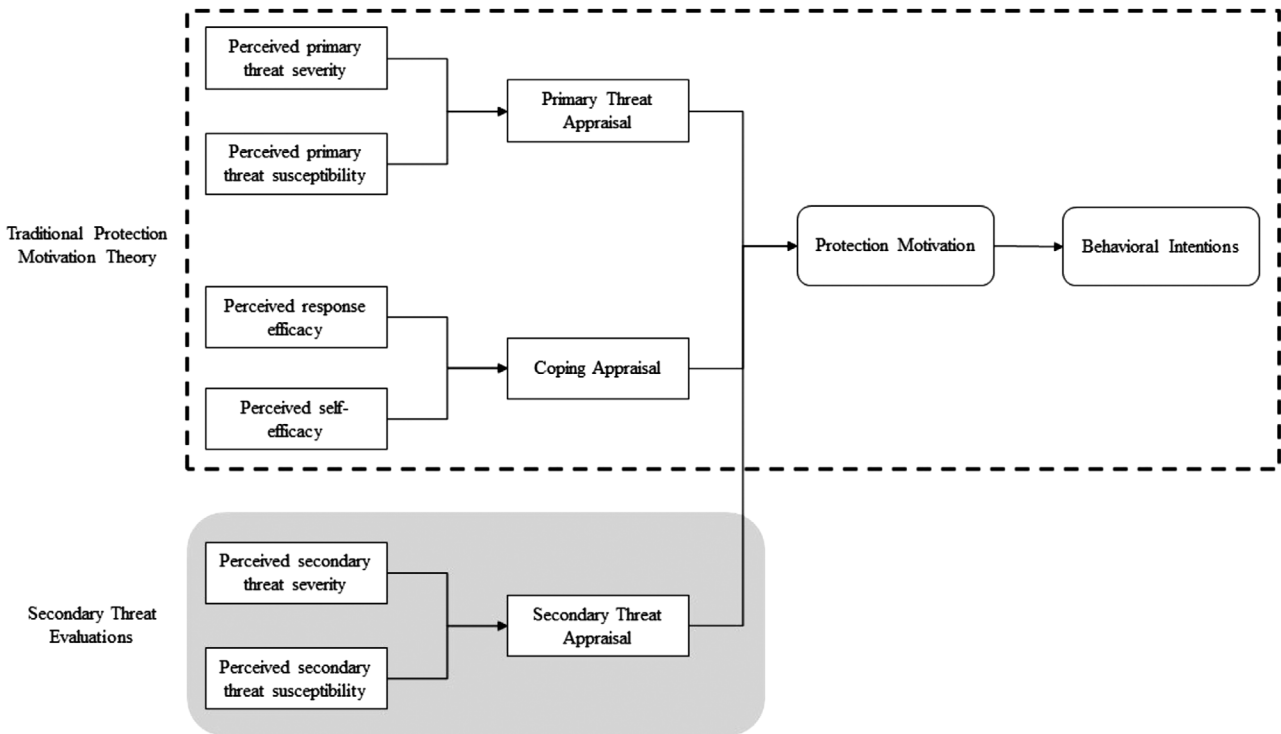 Perceived primary
threat severity
Primary Threat
Appraisal
Perceived primary
threat susceptibility
Traditional Protection
Motivation Theory
Protection Motivation
Behavioral Intentions
Perceived response
efficacy
Coping Appraisal
Perceived self-
efficacy
Perceived secondary
threat severity
Secondary Threat
Evaluations
Secondary Threat
Appraisal
Perceived secondary
threat susceptibility